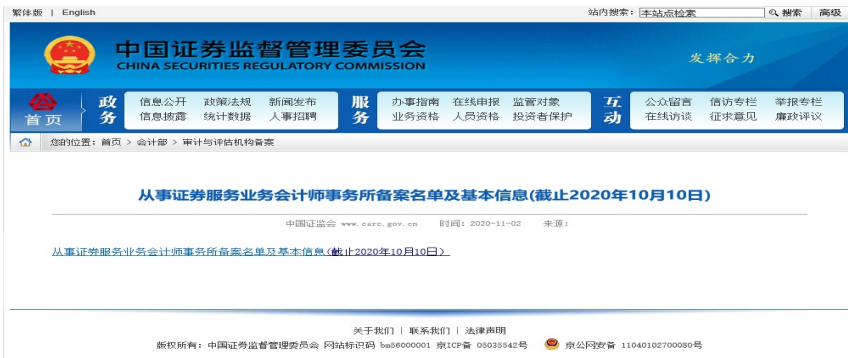 繁体版 | English 站内搜索: 本站点检索 搜索 高级
中国证券监督管理委员会
CHINA SECURITIES REGULATORY COMMISSION
发挥合力
首页 政务 信息公开 政策法规 新闻发布 服务 办事指南 在线申报 监管对象 互动 公众留言 信访专栏 举报专栏
信息披露 统计数据 人事招聘 业务资格 人员资格 投资者保护 在线访谈 征求意见 廉政评议
您的位置: 首页 > 会计部 > 审计与评估机构备案
从事证券服务业务会计师事务所备案名单及基本信息(截止2020年10月10日)
中国证监会 www.csrc.gov.cn 时间: 2020-11-02 来源:
从事证券服务业务会计师事务所备案名单及基本信息(截止2020年10月10日)
关于我们 | 联系我们 | 法律声明
版权所有: 中国证券监督管理委员会 网站标识码 bm56000001 京ICP备 05035542号 京公网安备 11040102700080号